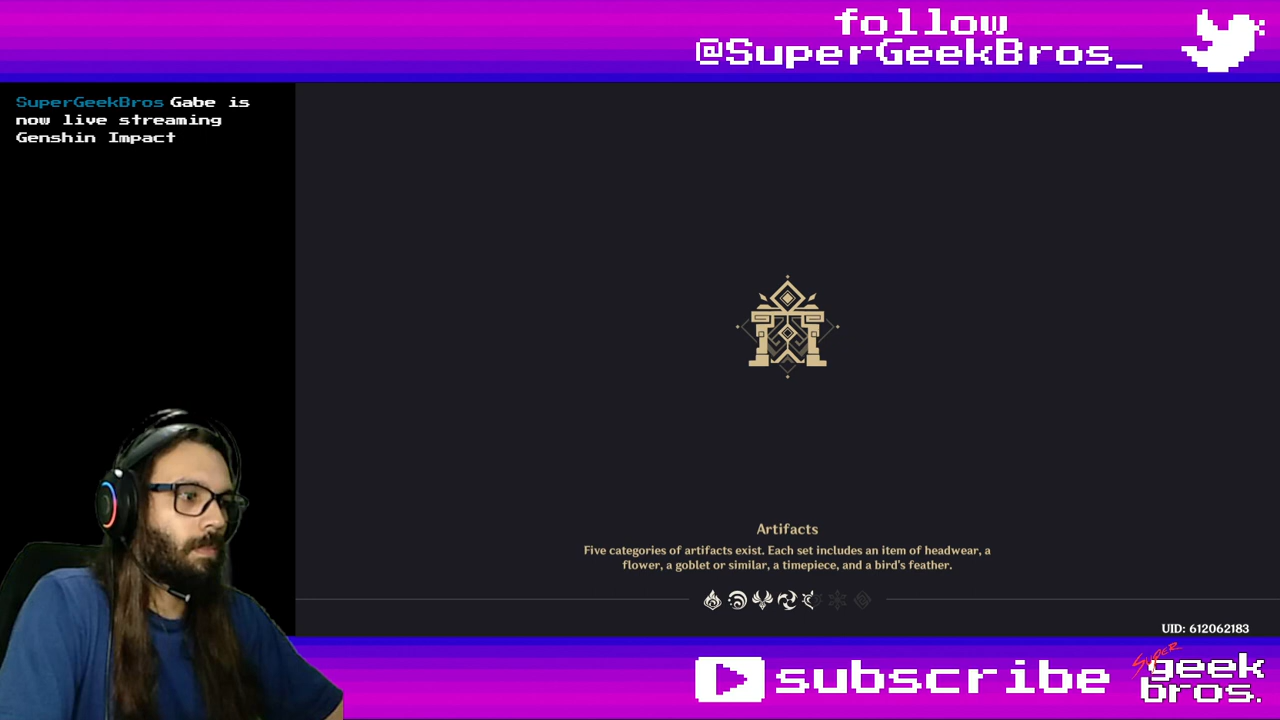 follow
@SuperGeekBros_
SuperGeekBros Gabe is
now live streaming
Genshin Impact
Artifacts
Five categories of artifacts exist. Each set includes an item of headwear, a
flower, a goblet or similar, a timepiece, and a bird's feather.
UID: 612062183
subscribe
SUPER
geek
bros.